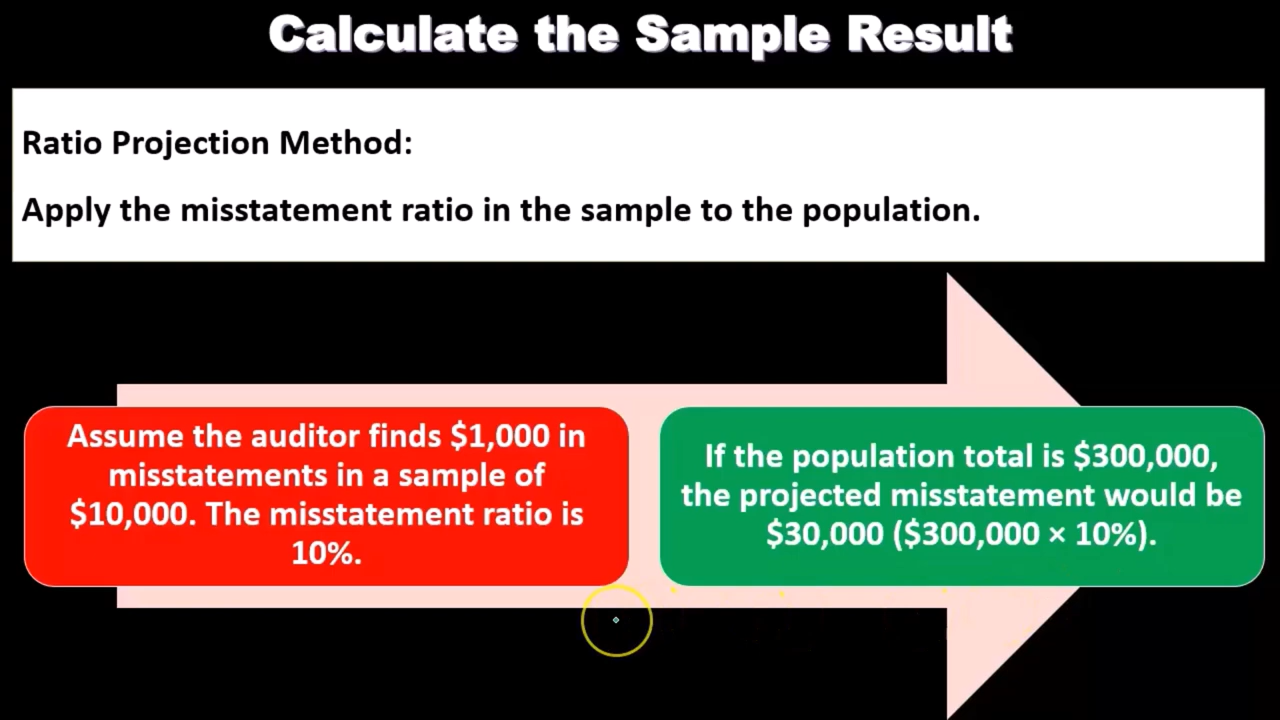 Calculate the Sample Result
Ratio Projection Method:
Apply the misstatement ratio in the sample to the population.
Assume the auditor finds $1,000 in
misstatements in a sample of
$10,000. The misstatement ratio is
10%.
If the population total is $300,000,
the projected misstatement would be
$30,000 ($300,000 × 10%).